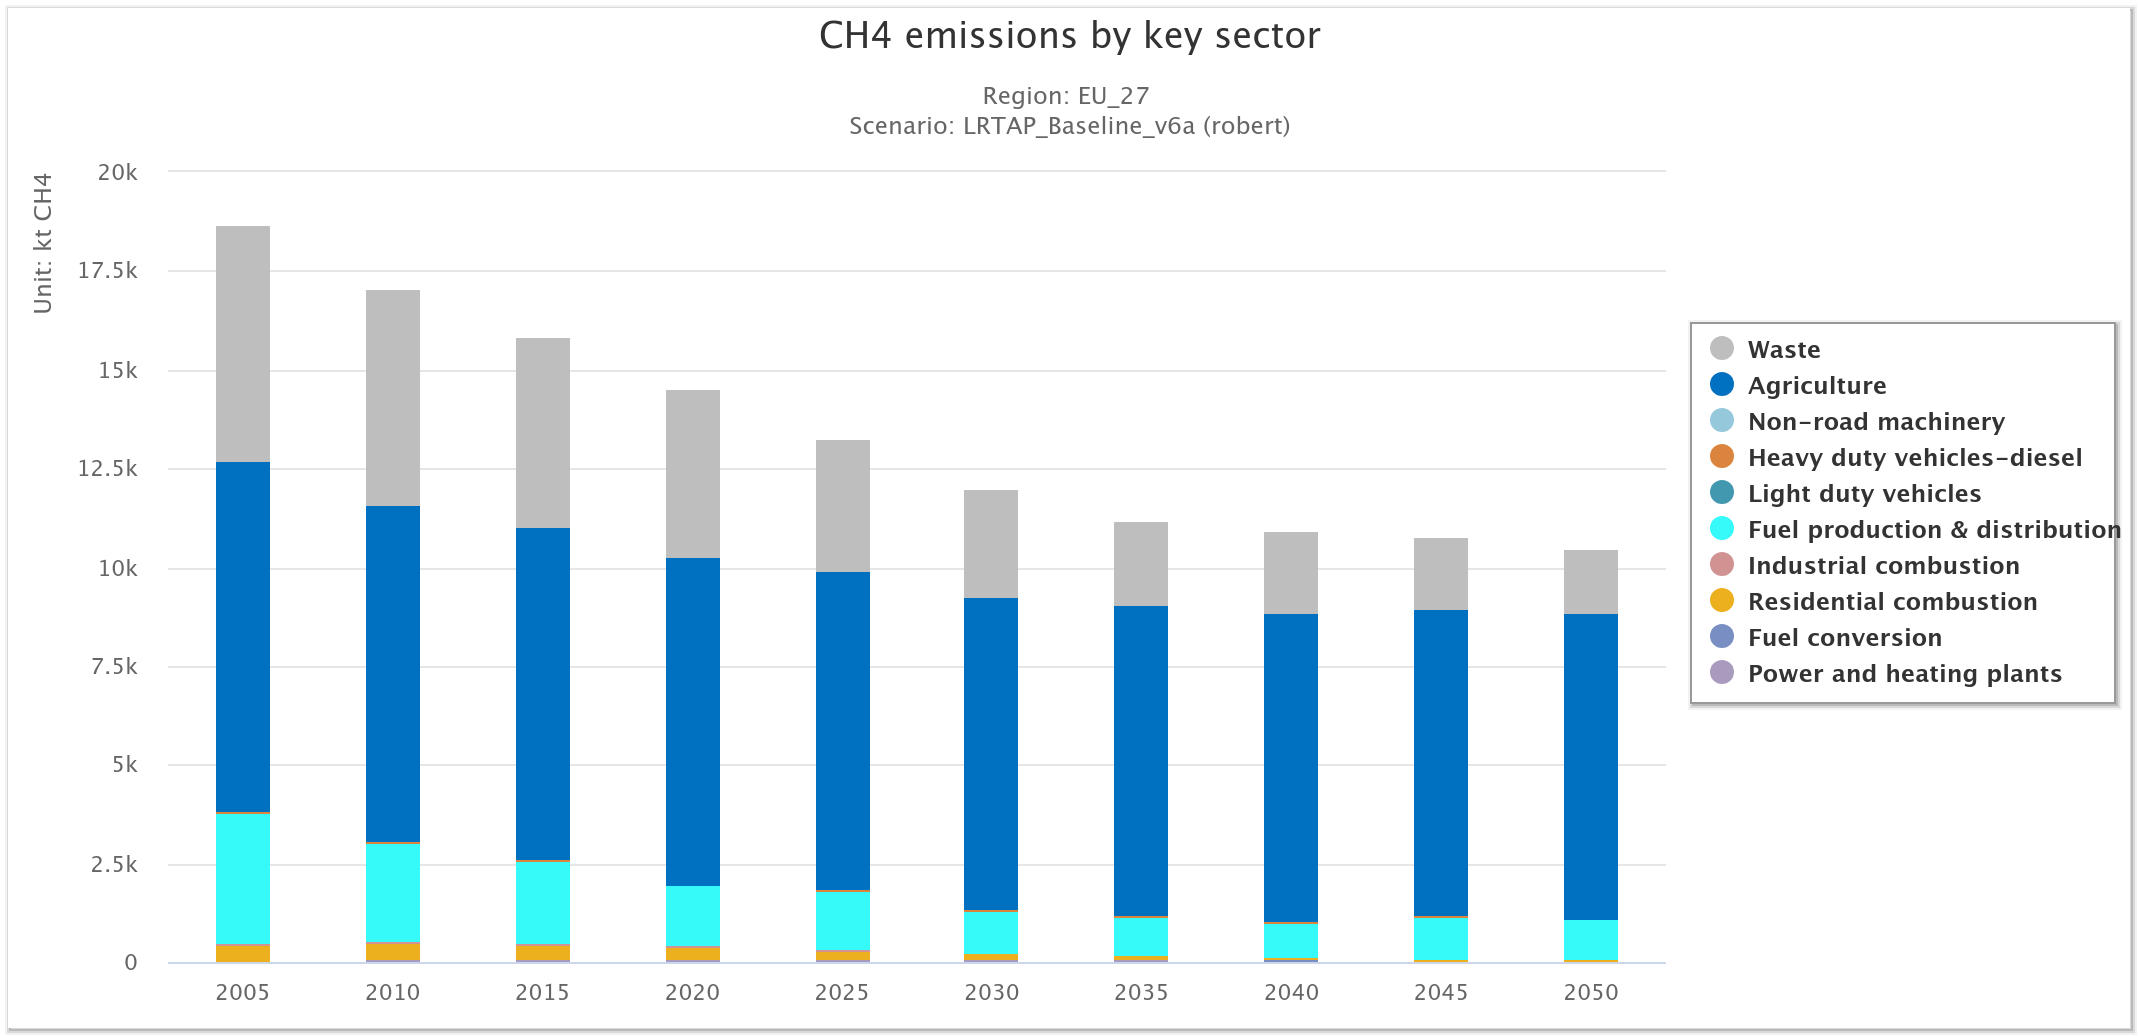 CH4 emissions by key sector
Region: EU_27
Scenario: LRTAP_Baseline_v6a (robert)
Unit: kt CH4
20k
17.5k
15k
12.5k
10k
7.5k
5k
2.5k
0
2005 2010 2015 2020 2025 2030 2035 2040 2045 2050
Waste
Agriculture
Non-road machinery
Heavy duty vehicles-diesel
Light duty vehicles
Fuel production & distribution
Industrial combustion
Residential combustion
Fuel conversion
Power and heating plants